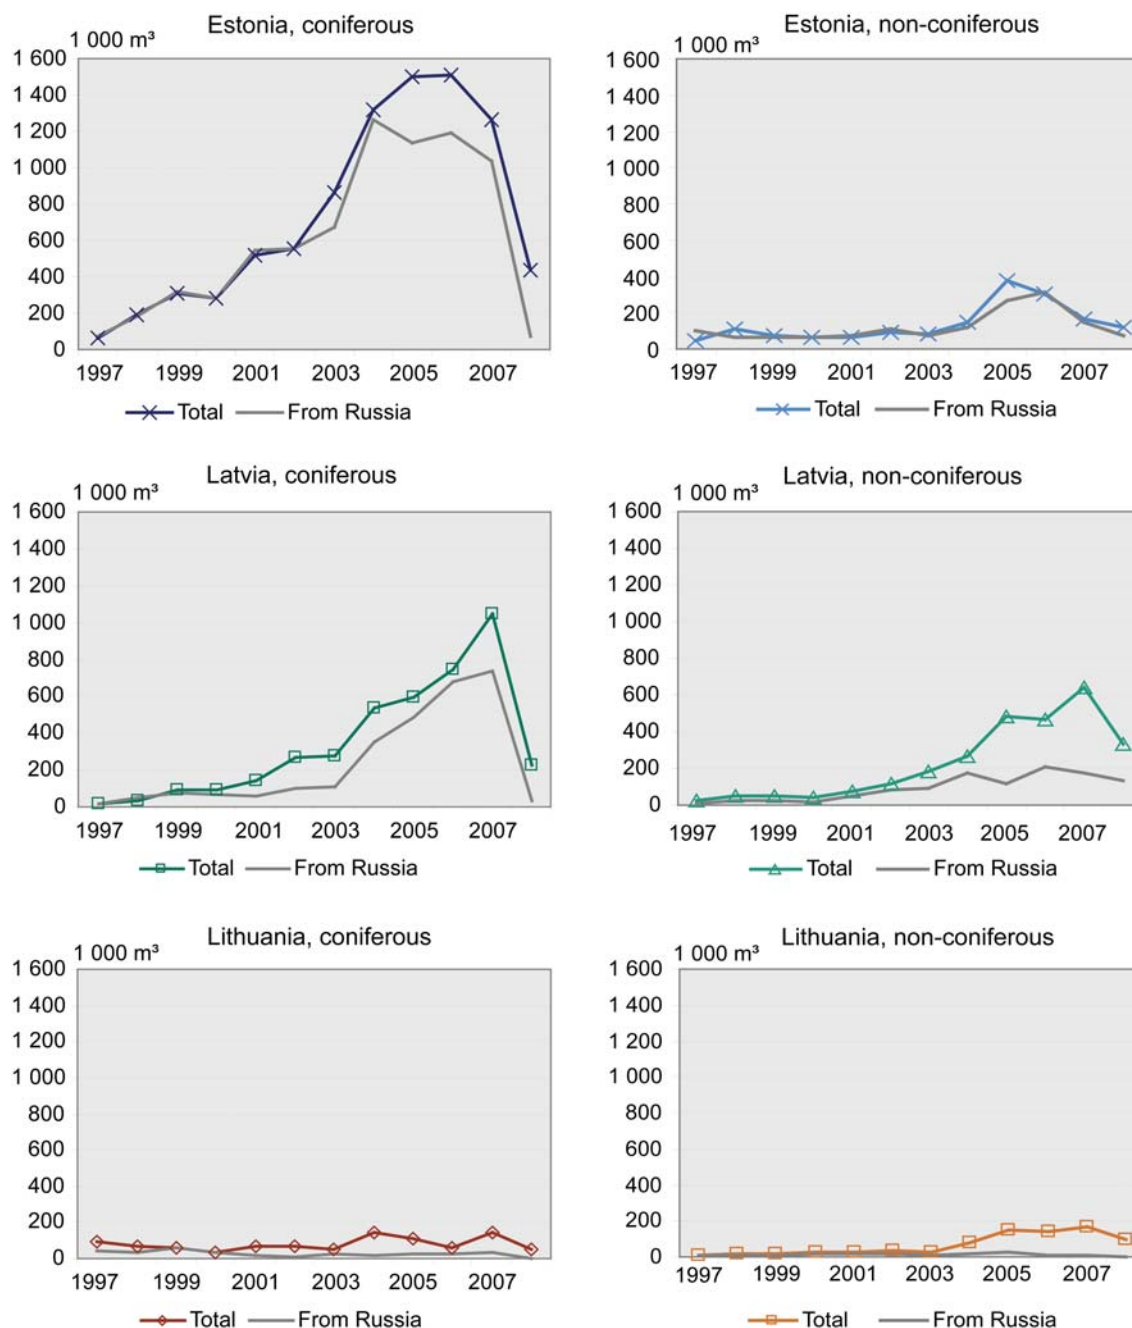 Estonia, coniferous
1 000 m³
1 600
1 400
1 200
1 000
800
600
400
200
0
1997 1999 2001 2003 2005 2007
Total From Russia
Estonia, non-coniferous
1 000 m³
1 600
1 400
1 200
1 000
800
600
400
200
0
1997 1999 2001 2003 2005 2007
Total From Russia
Latvia, coniferous
1 000 m³
1 600
1 400
1 200
1 000
800
600
400
200
0
1997 1999 2001 2003 2005 2007
Total From Russia
Latvia, non-coniferous
1 000 m³
1 600
1 400
1 200
1 000
800
600
400
200
0
1997 1999 2001 2003 2005 2007
Total From Russia
Lithuania, coniferous
1 000 m³
1 600
1 400
1 200
1 000
800
600
400
200
0
1997 1999 2001 2003 2005 2007
Total From Russia
Lithuania, non-coniferous
1 000 m³
1 600
1 400
1 200
1 000
800
600
400
200
0
1997 1999 2001 2003 2005 2007
Total From Russia